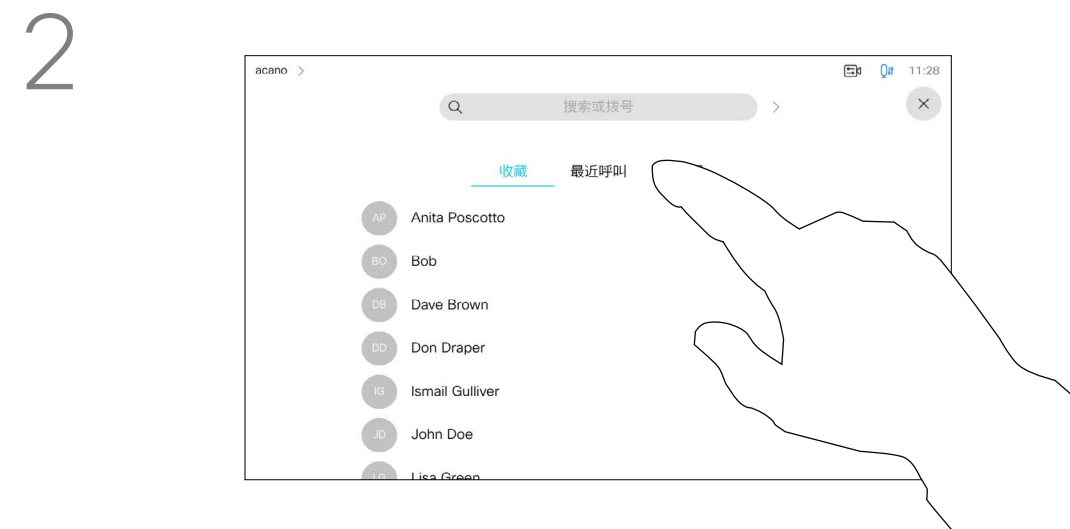 2
acano >
11:28
搜索或拨号 >
收藏 最近呼叫
AP Anita Poscotto
BO Bob
DB Dave Brown
DD Don Draper
IG Ismail Gulliver
JD John Doe
LG Lisa Green